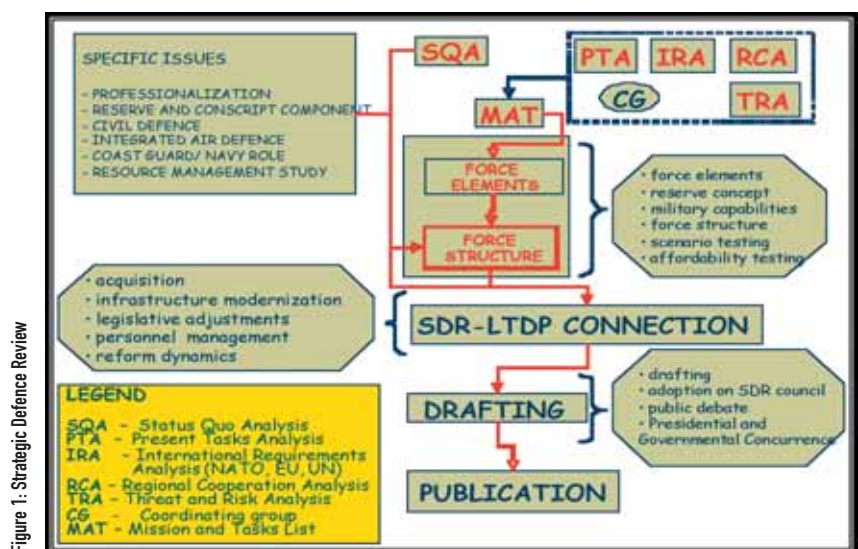 SPECIFIC ISSUES
- PROFESSIONALIZATION
- RESERVE AND CONSCRIPT COMPONENT
- CIVIL DEFENCE
- INTEGRATED AIR DEFENCE
- COAST GUARD/ NAVY ROLE
- RESOURCE MANAGEMENT STUDY
SQA
PTA
IRA
RCA
CG
TRA
MAT
FORCE
ELEMENTS
FORCE
STRUCTURE
• force elements
• reserve concept
• military capabilities
• force structure
• scenario testing
• affordability testing
• acquisition
• infrastructure modernization
• legislative adjustments
• personnel management
• reform dynamics
SDR-LTDP CONNECTION
DRAFTING
• drafting
• adoption on SDR council
• public debate
• Presidential and
Governmental Concurrence
PUBLICATION
LEGEND
SQA - Status Quo Analysis
PTA - Present Tasks Analysis
IRA - International Requirements
Analysis (NATO, EU, UN)
RCA - Regional Cooperation Analysis
TRA - Threat and Risk Analysis
CG - Coordinating group
MAT - Mission and Tasks List
Figure 1: Strategic Defence Review